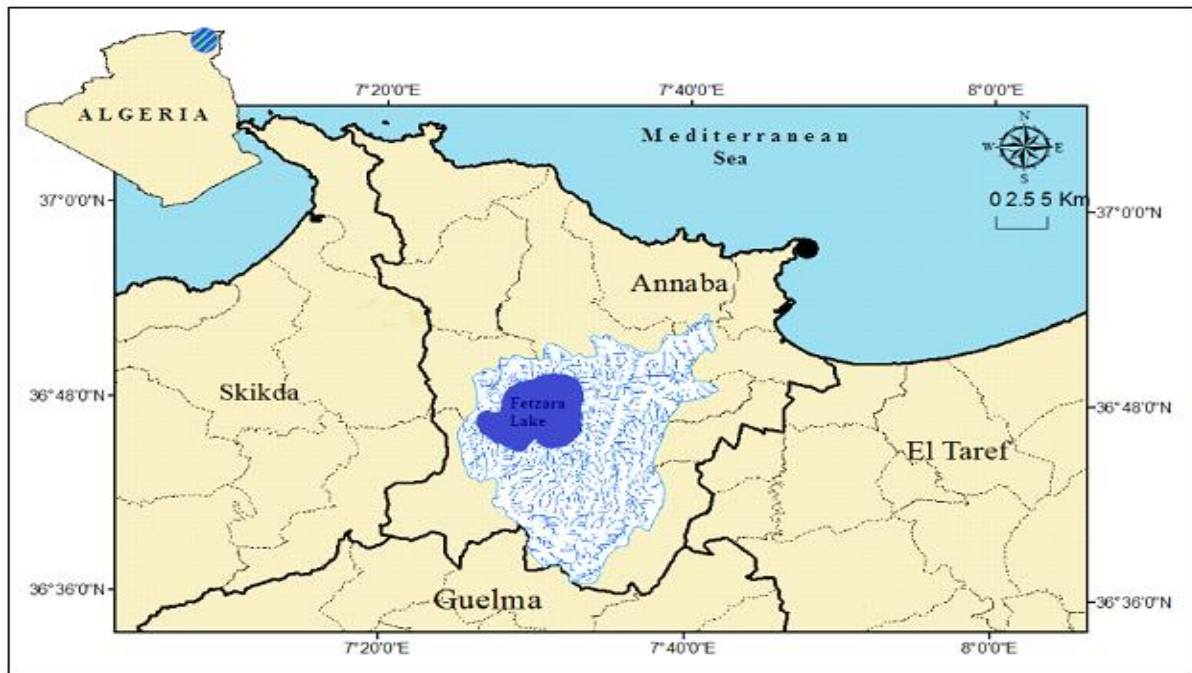 ALGERIA
7°20'0"E
7°40'0"E
8°0'0"E
Mediterranean
Sea
N
W
E
S
0 2.5 5 Km
37°0'0"N
37°0'0"N
Annaba
Skikda
Fetzara
Lake
36°48'0"N
36°48'0"N
El Taref
36°36'0"N
36°36'0"N
Guelma
7°20'0"E
7°40'0"E
8°0'0"E